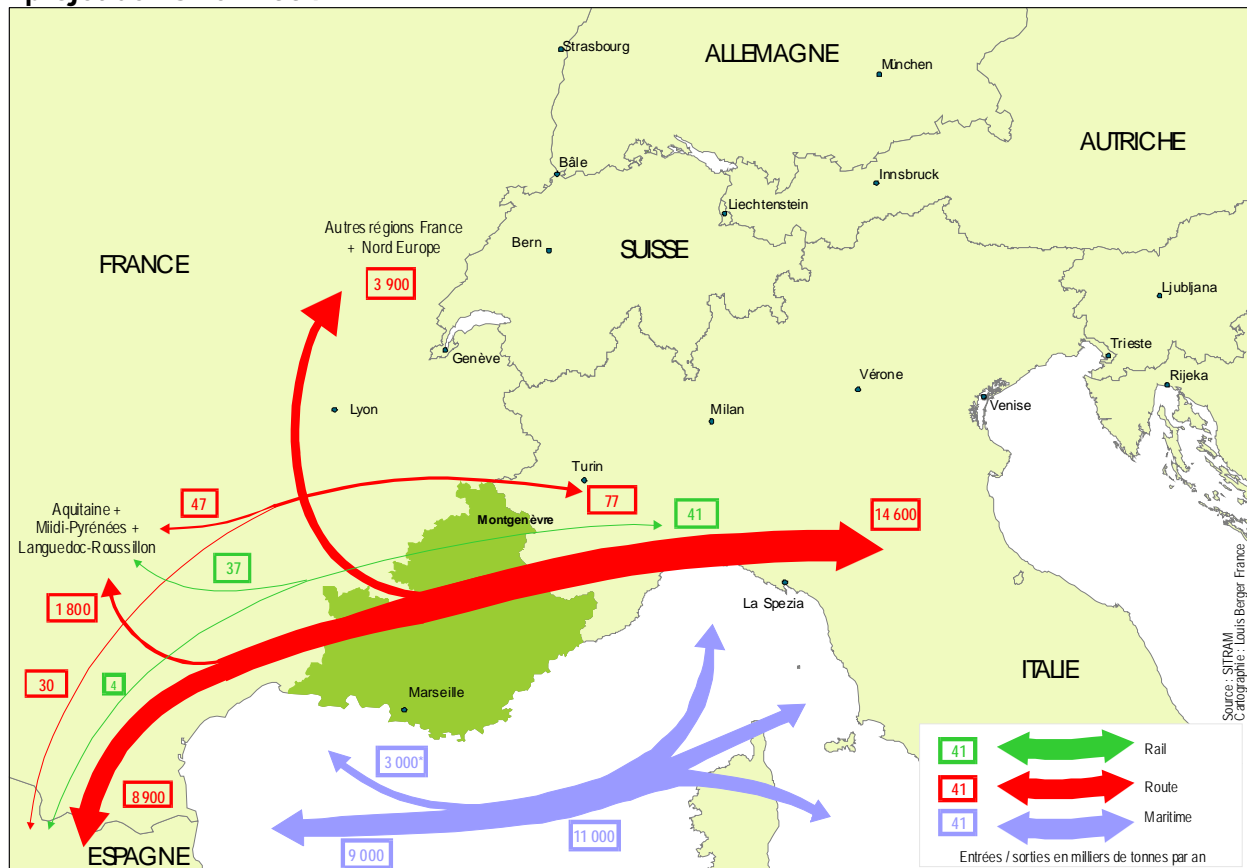 Strasbourg
ALLEMAGNE
München
AUTRICHE
Bâle
Innsbruck
Liechtenstein
Autres régions France
+ Nord Europe
Bern
SUISSE
FRANCE
3 900
Ljubljana
Genève
Trieste
Vérone
Rijeka
Lyon
Milan
Venise
Turin
47
77
Aquitaine +
Miidi-Pyrénées +
Languedoc-Roussillon
Montgenèvre
41
14 600
37
1 800
La Spezia
30
4
ITALIE
Marseille
3 000*
8 900
11 000
9 000
ESPAGNE
Source : SITRAM
Cartographie : Louis Berger France
41 Rail
41 Route
41 Maritime
Entrées / sorties en milliers de tonnes par an